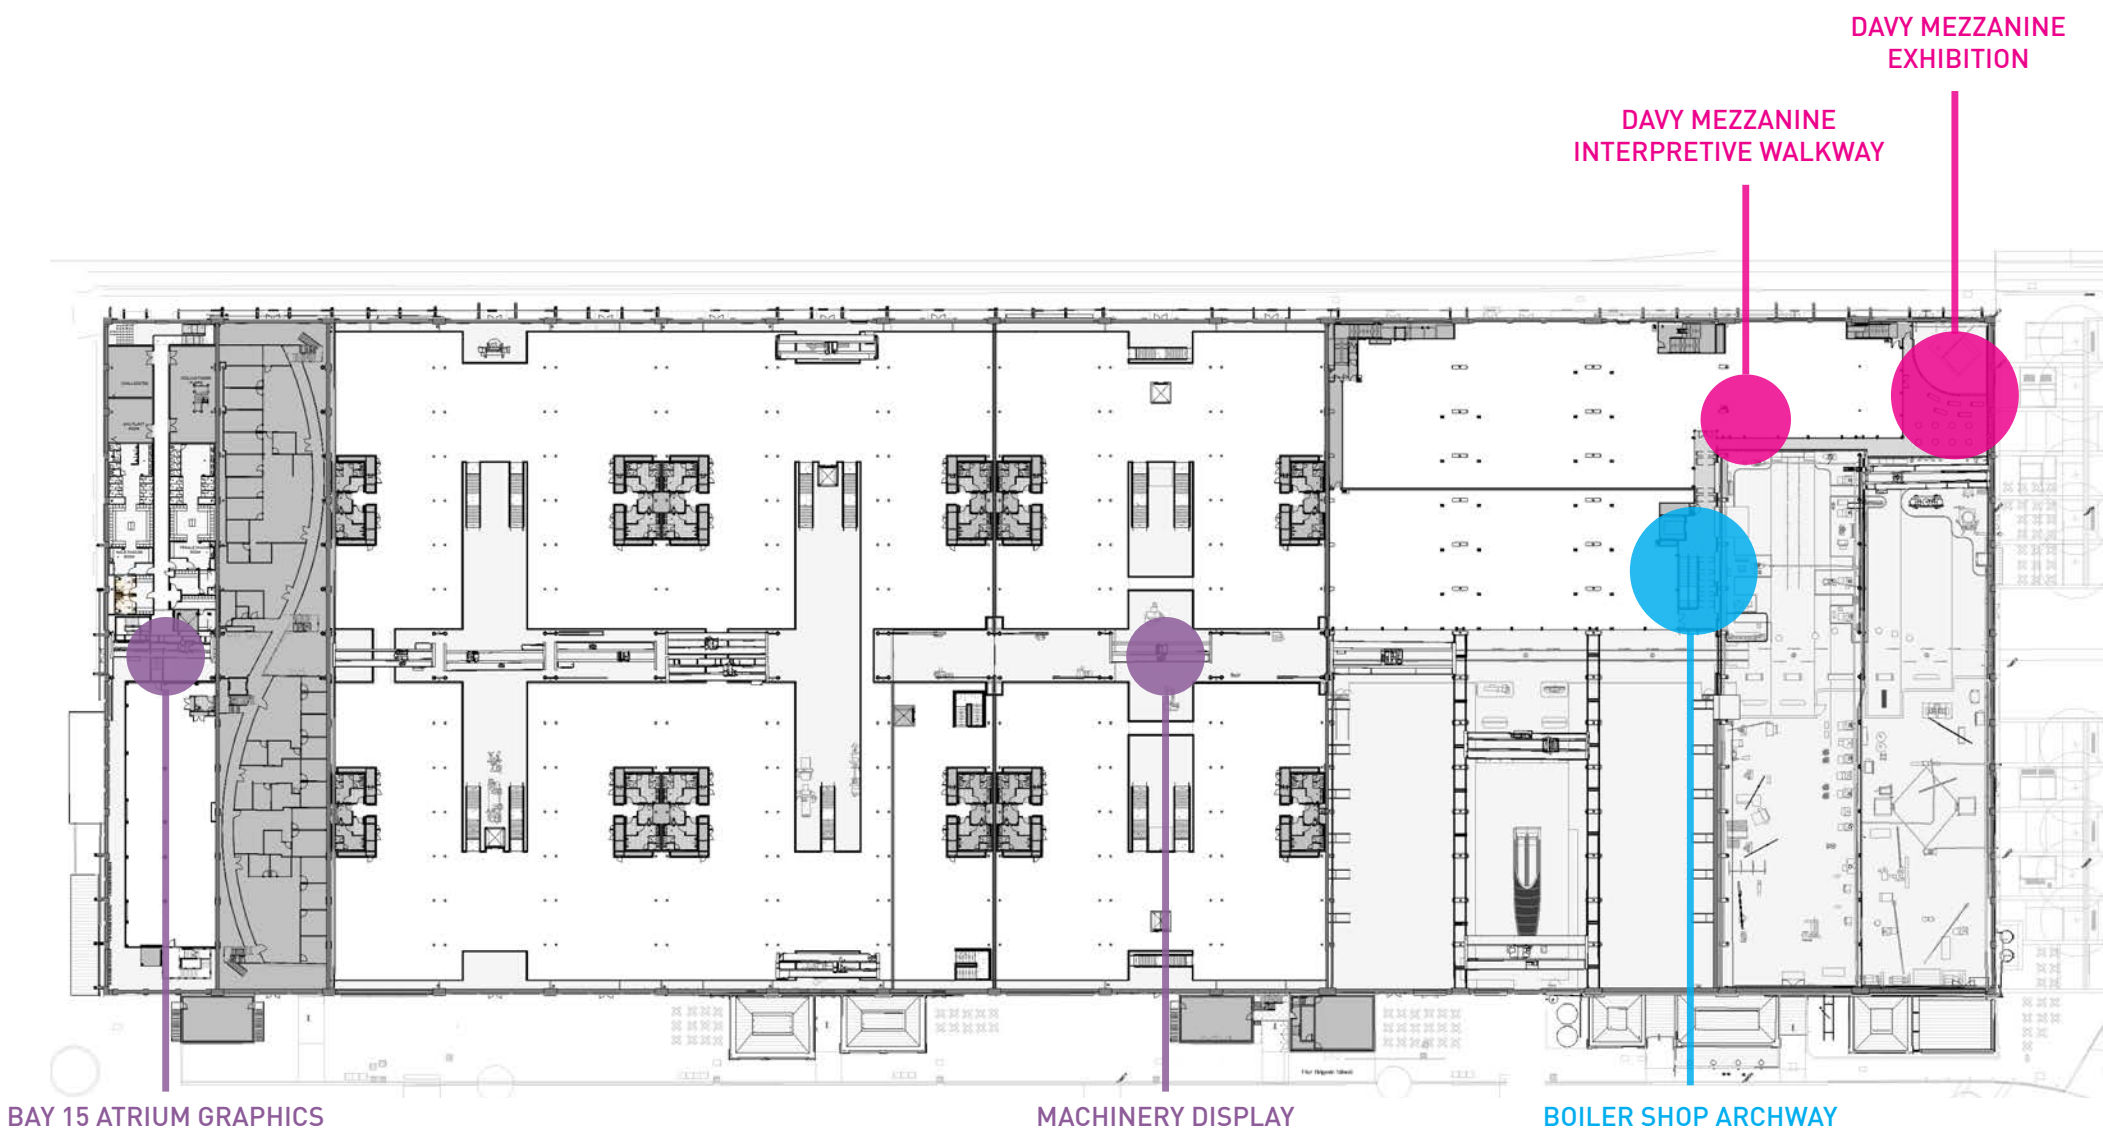 DAVY MEZZANINE
EXHIBITION
DAVY MEZZANINE
INTERPRETIVE WALKWAY
BAY 15 ATRIUM GRAPHICS
MACHINERY DISPLAY
BOILER SHOP ARCHWAY